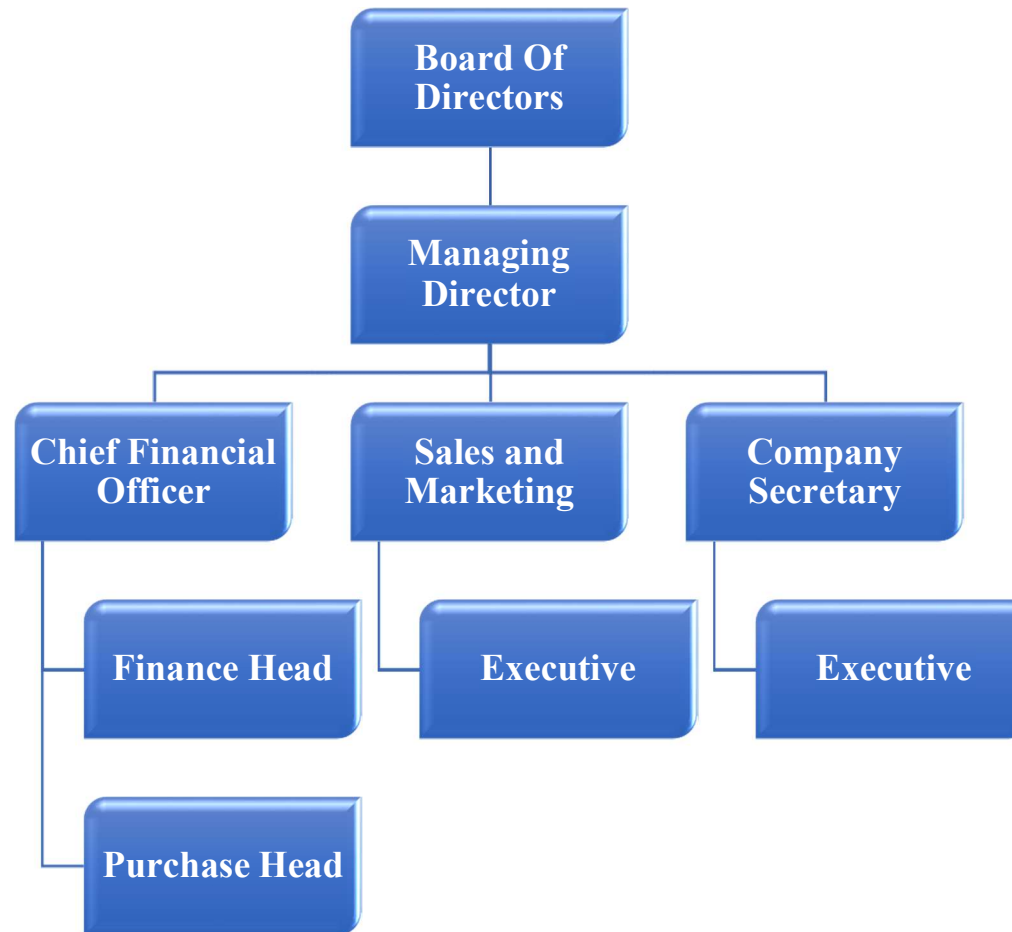 Board Of
Directors
Managing
Director
Chief Financial
Officer
Sales and
Marketing
Company
Secretary
Finance Head
Executive
Executive
Purchase Head